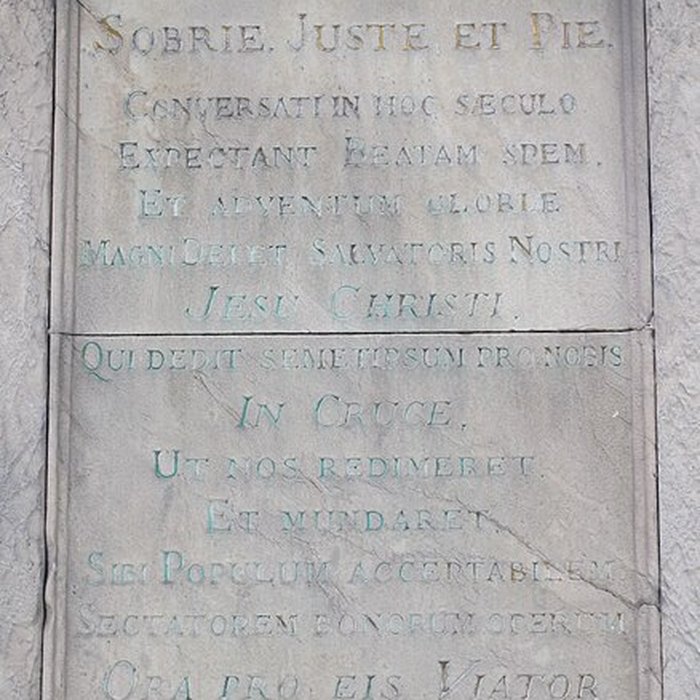 SOBRIE. JUSTE ET PIE.
CONVERSATI IN HOC SÆCULO
EXPECTANT BEATAM SPEM.
ET ADVENTUM GLORIÆ
MAGNI DEI ET SALVATORIS NOSTRI
JESU CHRISTI.
QUI DEDIT SEMETIPSUM PRO NOBIS
IN CRUCE,
UT NOS REDIMERET.
ET MUNDARET.
SIBI POPULUM ACCEPTABILEM
SECTATOREM BONORUM OPERUM
ORA PRO EIS VIATOR